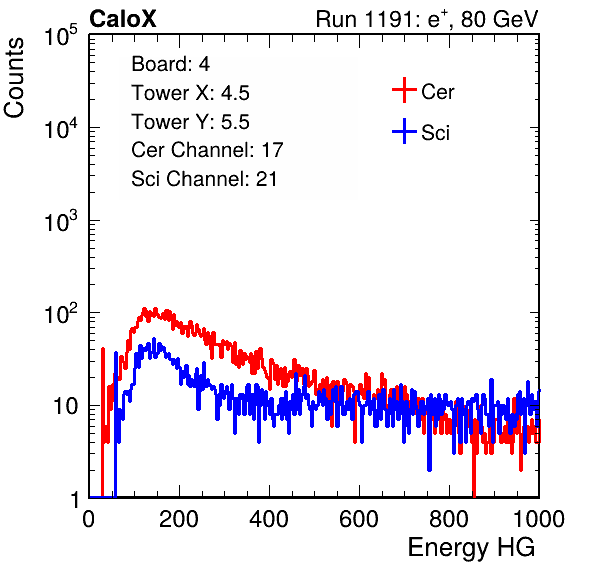 CaloX Run 1191: e⁺, 80 GeV
Counts
Board: 4
Tower X: 4.5
Tower Y: 5.5
Cer Channel: 17
Sci Channel: 21
Cer
Sci
10⁵
10⁴
10³
10²
10
1
0 200 400 600 800 1000
Energy HG